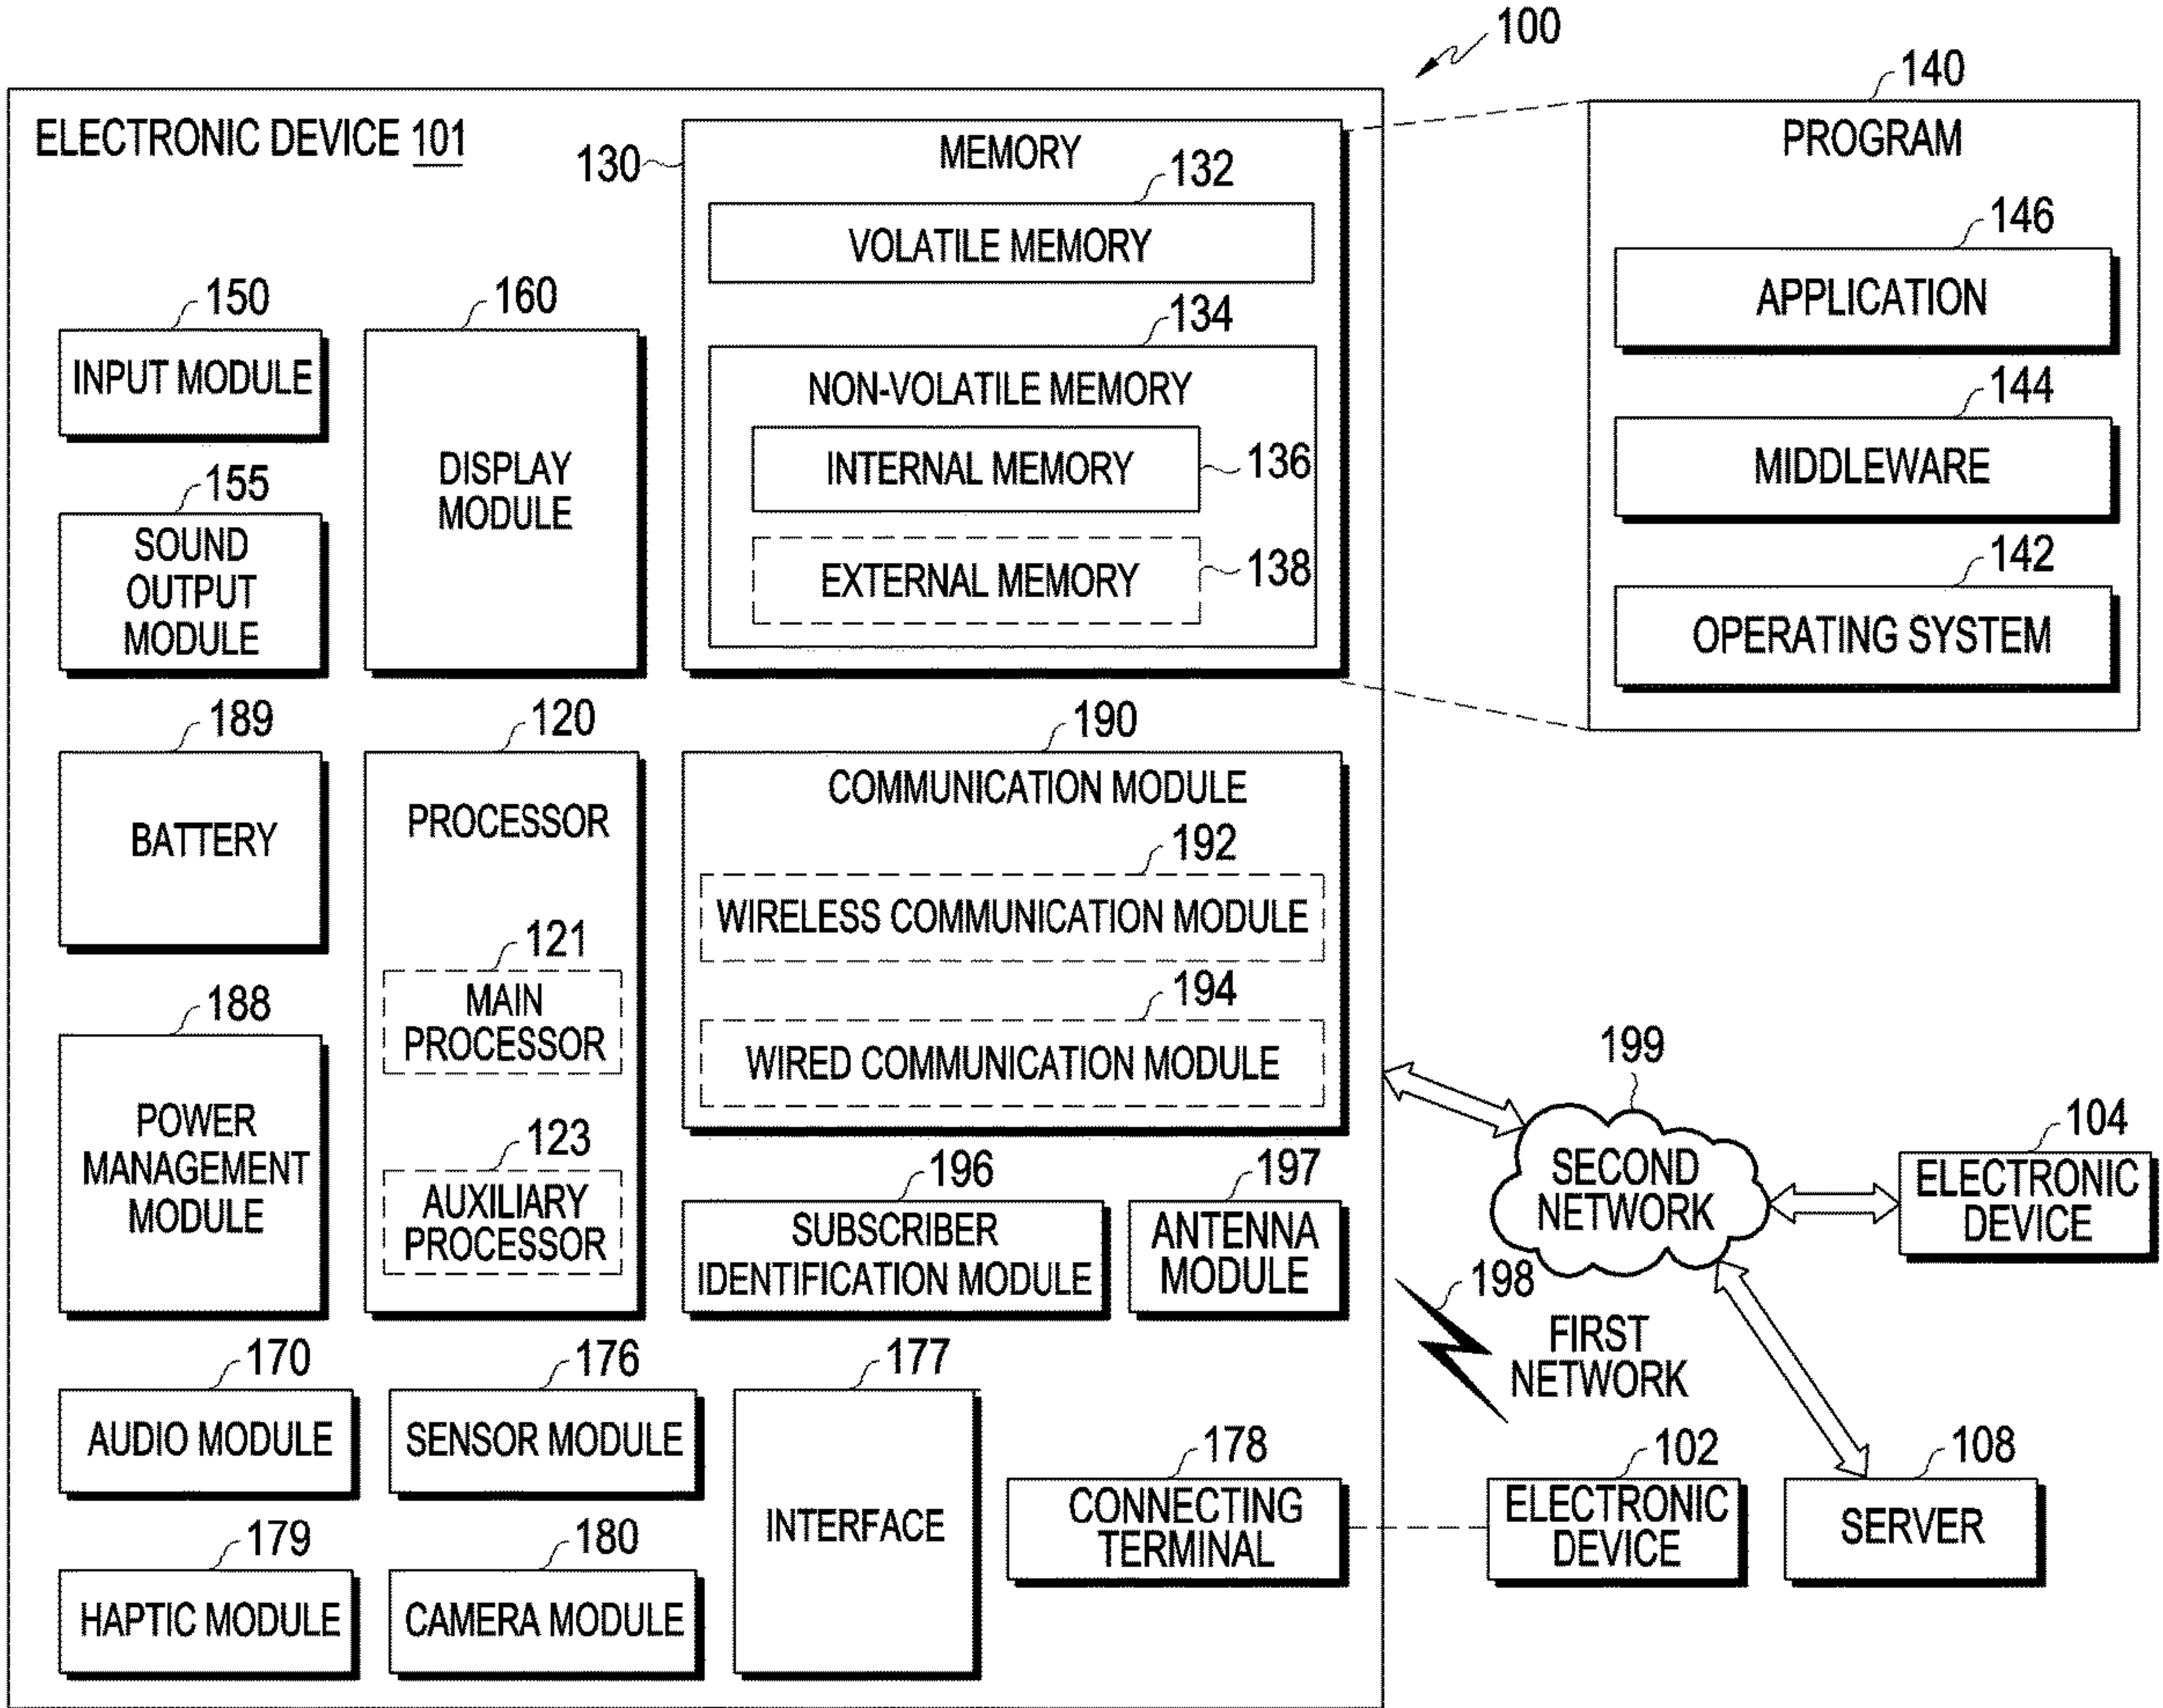 100
ELECTRONIC DEVICE 101
130
MEMORY
132
VOLATILE MEMORY
134
NON-VOLATILE MEMORY
INTERNAL MEMORY
136
EXTERNAL MEMORY
138
140
PROGRAM
146
APPLICATION
144
MIDDLEWARE
142
OPERATING SYSTEM
150
INPUT MODULE
155
SOUND
OUTPUT
MODULE
160
DISPLAY
MODULE
189
BATTERY
188
POWER
MANAGEMENT
MODULE
120
PROCESSOR
121
MAIN
PROCESSOR
123
AUXILIARY
PROCESSOR
190
COMMUNICATION MODULE
192
WIRELESS COMMUNICATION MODULE
194
WIRED COMMUNICATION MODULE
196
SUBSCRIBER
IDENTIFICATION MODULE
197
ANTENNA
MODULE
170
AUDIO MODULE
176
SENSOR MODULE
179
HAPTIC MODULE
180
CAMERA MODULE
177
INTERFACE
178
CONNECTING
TERMINAL
199
SECOND
NETWORK
104
ELECTRONIC
DEVICE
198
FIRST
NETWORK
102
ELECTRONIC
DEVICE
108
SERVER